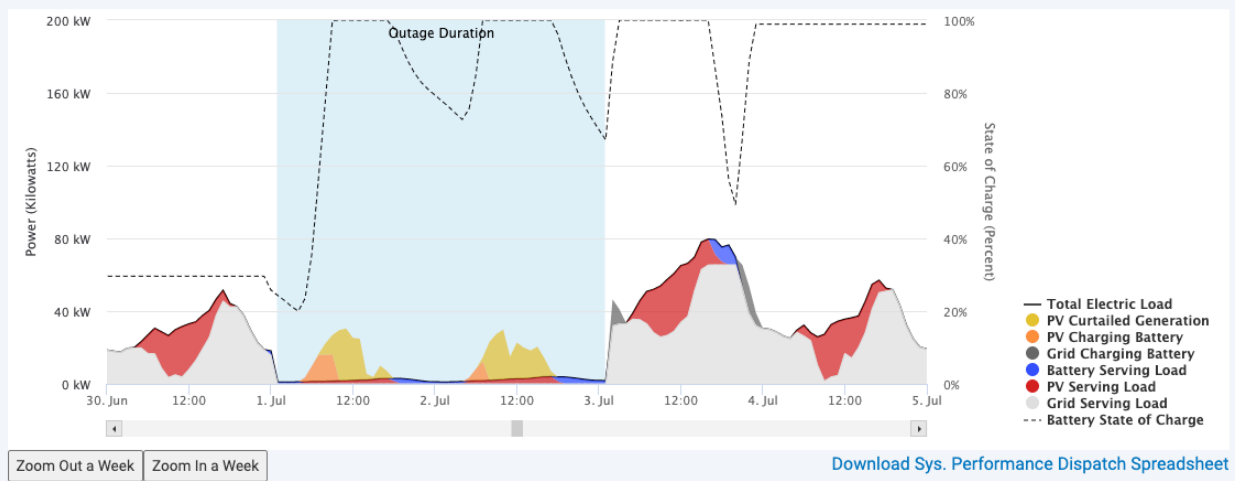 200 kW
160 kW
120 kW
80 kW
40 kW
0 kW
Power (Kilowatts)
Outage Duration
100%
80%
60%
40%
20%
0%
State of Charge (Percent)
30. Jun
12:00
1. Jul
12:00
2. Jul
12:00
3. Jul
12:00
4. Jul
12:00
5. Jul
Total Electric Load
PV Curtailed Generation
PV Charging Battery
Grid Charging Battery
Battery Serving Load
PV Serving Load
Grid Serving Load
Battery State of Charge
Zoom Out a Week
Zoom In a Week
Download Sys. Performance Dispatch Spreadsheet